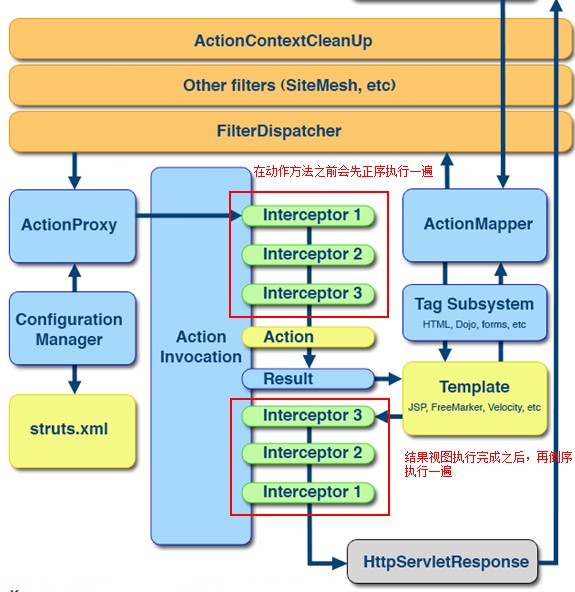 ActionContextCleanUp
Other filters (SiteMesh, etc)
FilterDispatcher
在动作方法之前会先正序执行一遍
ActionProxy
Interceptor 1
Interceptor 2
Interceptor 3
ActionMapper
Configuration
Manager
Action
Invocation
Action
Result
Tag Subsystem
HTML, Dojo, forms, etc
Template
JSP, FreeMarker, Velocity, etc
struts.xml
Interceptor 3
Interceptor 2
Interceptor 1
结果视图执行完成之后，再倒序
执行一遍
HttpServletResponse